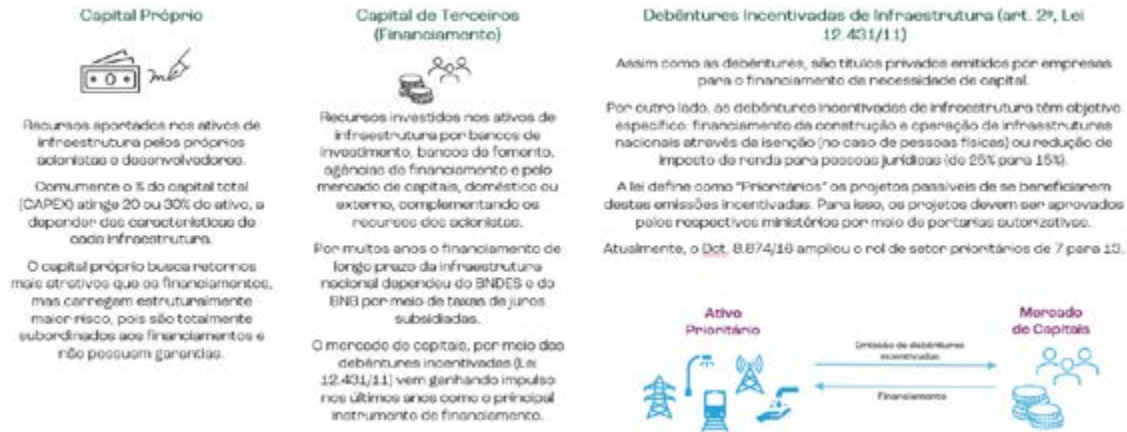 Capital Próprio
Recursos aportados nos ativos de
infraestrutura pelos próprios
acionistas e desenvolvedores.
Comumente o % do capital total
(CAPEX) atinge 20 ou 30% do ativo, a
depender das características de
cada infraestrutura.
O capital próprio busca retornos
mais atrativos que os financiamentos,
mas carregam estruturalmente
maior risco, pois são totalmente
subordinados aos financiamentos e
não possuem garantias.
Capital de Terceiros
(Financiamento)
Recursos investidos nos ativos de
infraestrutura por bancos de
investimento, bancos de fomento,
agências de financiamento e pelo
mercado de capitais, doméstico ou
externo, complementando os
recursos dos acionistas.
Por muitos anos o financiamento de
longo prazo da infraestrutura
nacional dependeu do BNDES e do
BNB por meio de taxas de juros
subsidiadas.
O mercado de capitais, por meio das
debêntures incentivadas (Lei
12.431/11) vem ganhando impulso
nos últimos anos como o principal
instrumento de financiamento.
Debêntures Incentivadas de Infraestrutura (art. 2º, Lei
12.431/11)
Assim como as debêntures, são títulos privados emitidos por empresas
para o financiamento da necessidade de capital.
Por outro lado, as debêntures incentivadas de infraestrutura têm objetivo
específico: financiamento da construção e operação de infraestruturas
nacionais através da isenção (no caso de pessoas físicas) ou redução de
imposto de renda para pessoas jurídicas (de 25% para 15%).
A lei define como "Prioritários" os projetos passíveis de se beneficiarem
destas emissões incentivadas. Para isso, os projetos devem ser aprovados
pelos respectivos ministérios por meio de portarias autorizativas.
Atualmente, o Dct. 8.874/16 ampliou o rol de setor prioritários de 7 para 13.
Ativo
Prioritário
Emissão de debêntures
incentivadas
Financiamento
Mercado
de Capitais